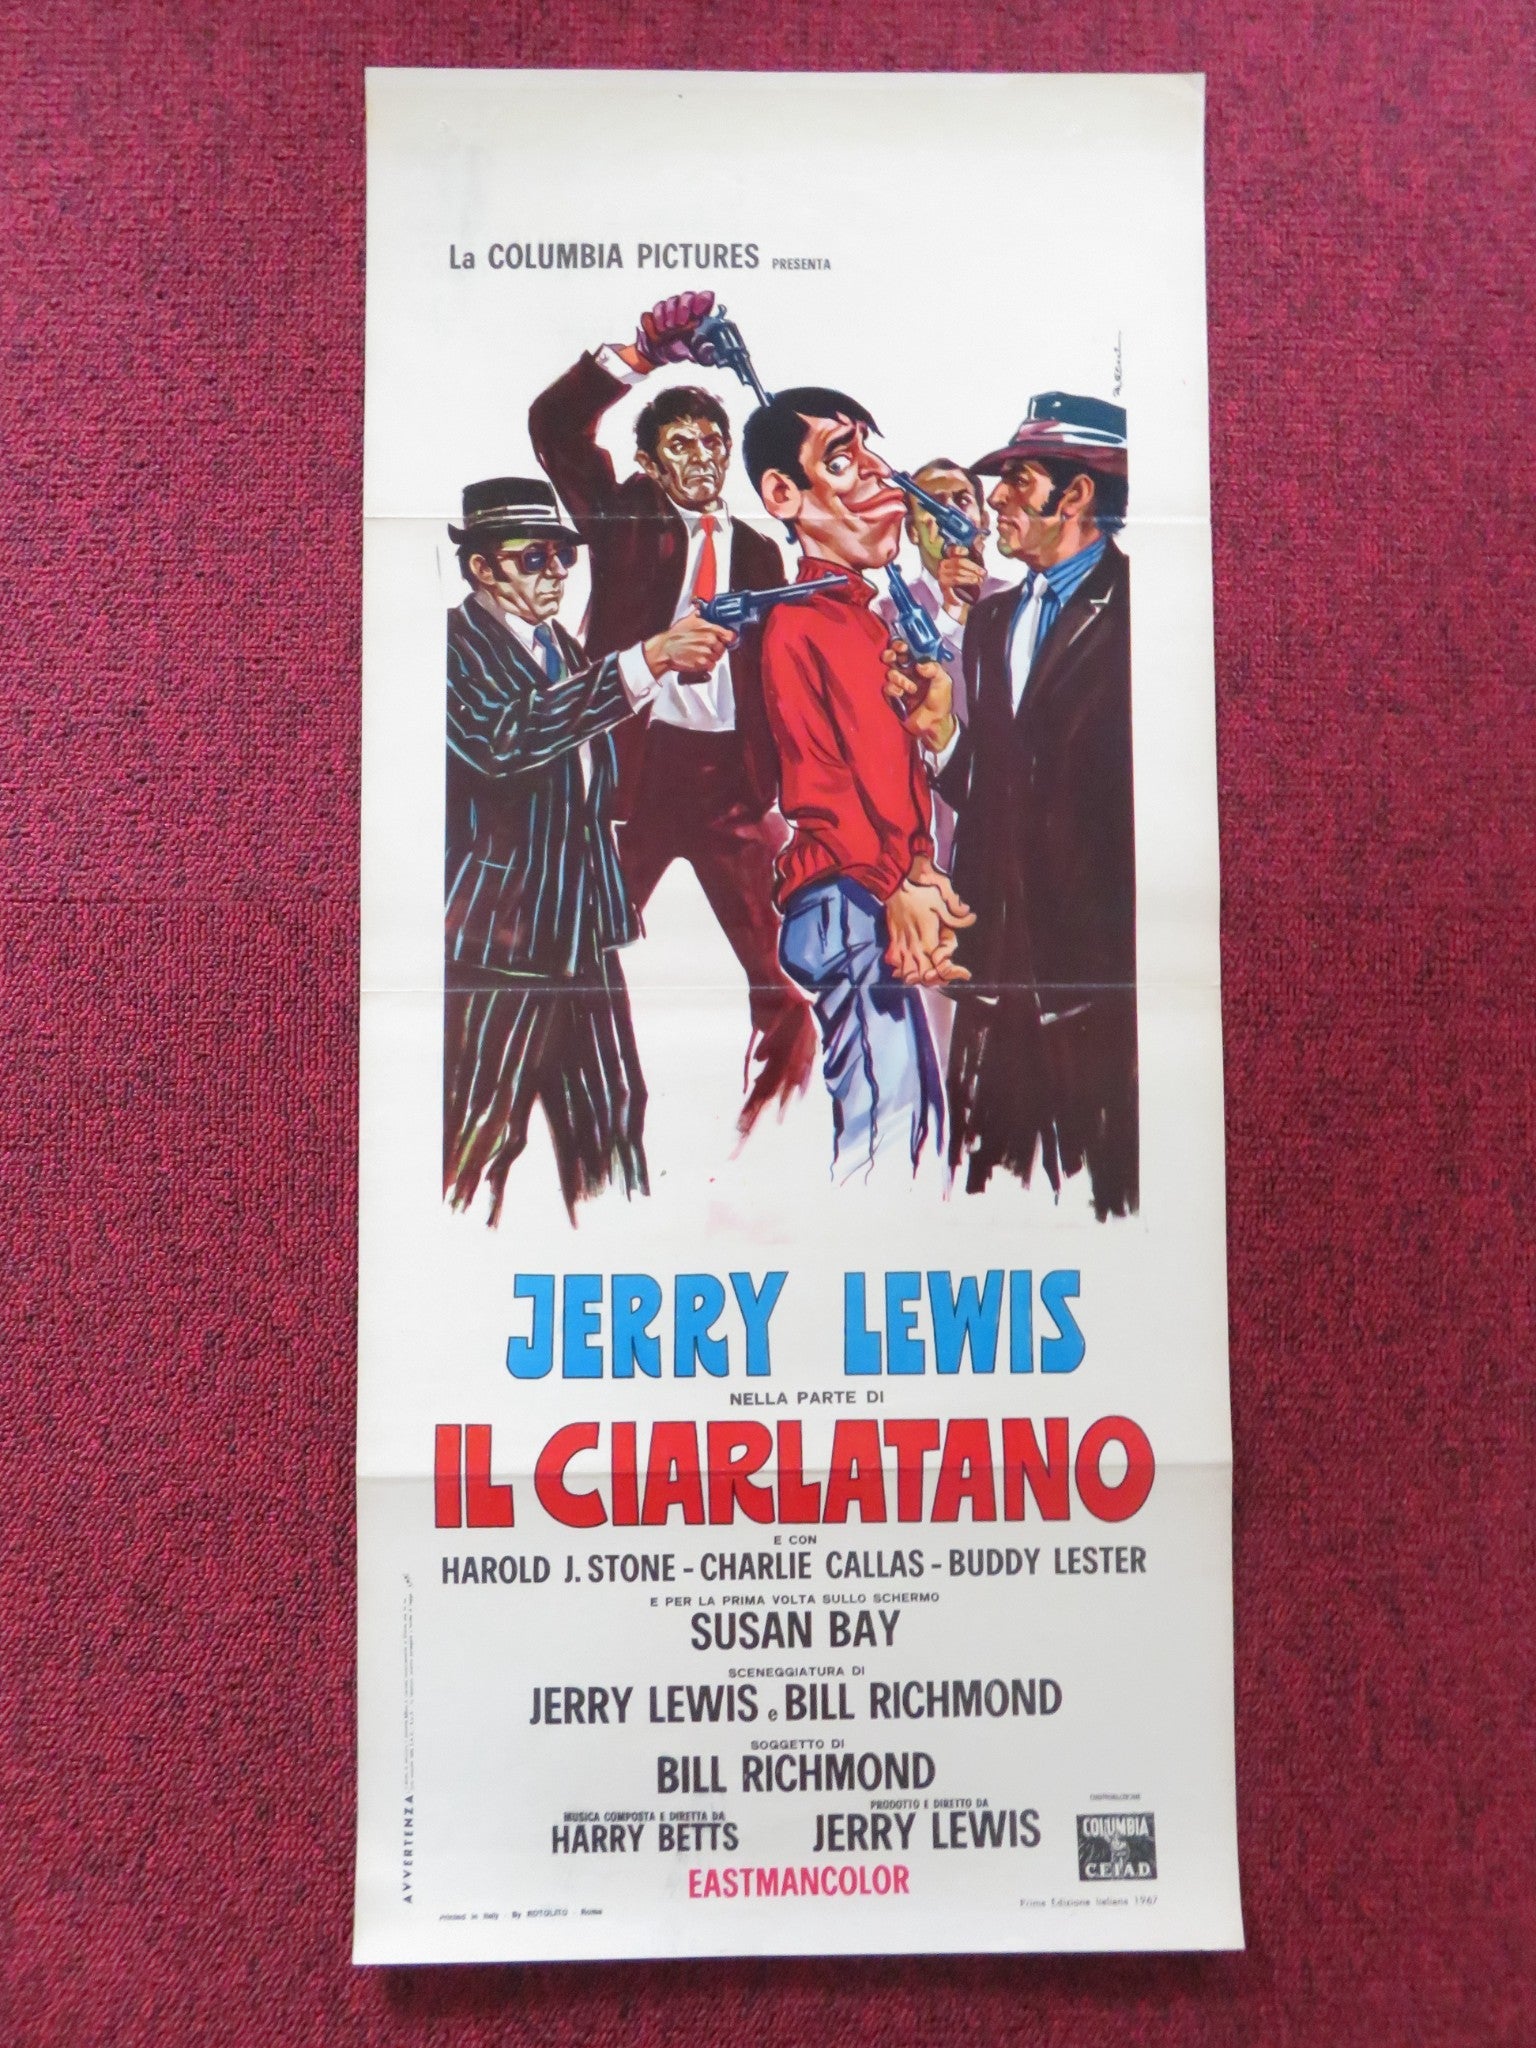 La COLUMBIA PICTURES PRESENTA
JERRY LEWIS
NELLA PARTE DI
IL CIARLATANO
E CON
HAROLD J. STONE - CHARLIE CALLAS - BUDDY LESTER
E PER LA PRIMA VOLTA SULLO SCHERMO
SUSAN BAY
SCENEGGIATURA DI
JERRY LEWIS e BILL RICHMOND
SOGGETTO DI
BILL RICHMOND
MUSICA COMPOSTA E DIRETTA DA
HARRY BETTS
PRODOTTO E DIRETTO DA
JERRY LEWIS
EASTMANCOLOR
COLUMBIA
C.E.I.A.D.
AVVERTENZA
Printed in Italy - By ROTOLITO - Roma
Prima Edizione Italiana 1967